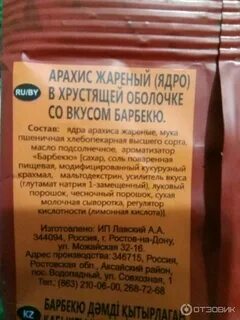 RU/BY
АРАХИС ЖАРЕНЫЙ (ЯДРО)
В ХРУСТЯЩЕЙ ОБОЛОЧКЕ
СО ВКУСОМ БАРБЕКЮ.
Состав: ядра арахиса жареные, мука
пшеничная хлебопекарная высшего сорта,
масло подсолнечное, ароматизатор
«Барбекю» [сахар, соль поваренная
пищевая, модифицированный кукурузный
крахмал, мальтодекстрин, усилитель вкуса
(глутамат натрия 1-замещенный), луковый
порошок, чесночный порошок, сухая
молочная сыворотка, регулятор
кислотности (лимонная кислота)].
Изготовлено: ИП Лавский А.А.
344094, Россия, г. Ростов-на-Дону,
ул. Можайская 32-16.
Адрес производства: 346715, Россия,
Ростовская обл., Аксайский район,
пос. Водопадный, ул. Совхозная, 1
Тел.: (863) 210-06-00, 268-72-68
KZ
БАРБЕКЮ ДӘМДІ ҚЫТЫРЛАҒАН
ОТЗОВИК